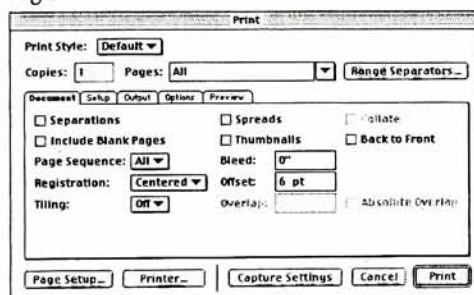 Print
Print Style: Default
Copies: 1 Pages: All Range Separators...
Document Setup Output Options Preview
Separations Spreads Collate
Include Blank Pages Thumbnails Back to Front
Page Sequence: All Bleed: 0"
Registration: Centered Offset: 6 pt
Tiling: Off Overlap: Absolute Overlap
Page Setup... Printer... Capture Settings Cancel Print